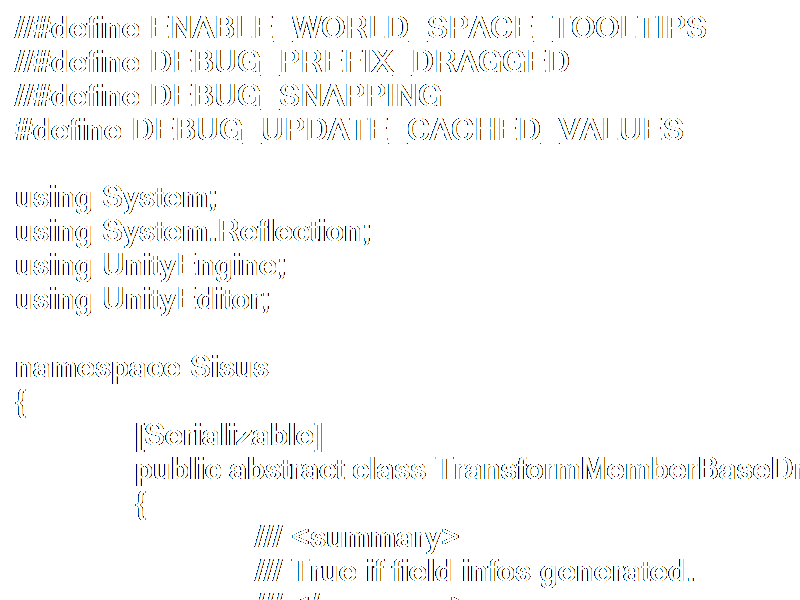 //#define ENABLE_WORLD_SPACE_TOOLTIPS
//#define DEBUG_PREFIX_DRAGGED
//#define DEBUG_SNAPPING
#define DEBUG_UPDATE_CACHED_VALUES

using System;
using System.Reflection;
using UnityEngine;
using UnityEditor;

namespace Sisus
{
[Serializable]
public abstract class TransformMemberBaseDr
{
/// <summary>
/// True if field infos generated.